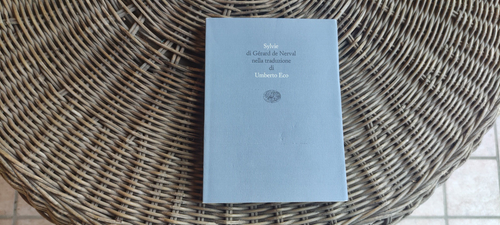 Sylvie
di Gérard de Nerval
nella traduzione
di
Umberto Eco